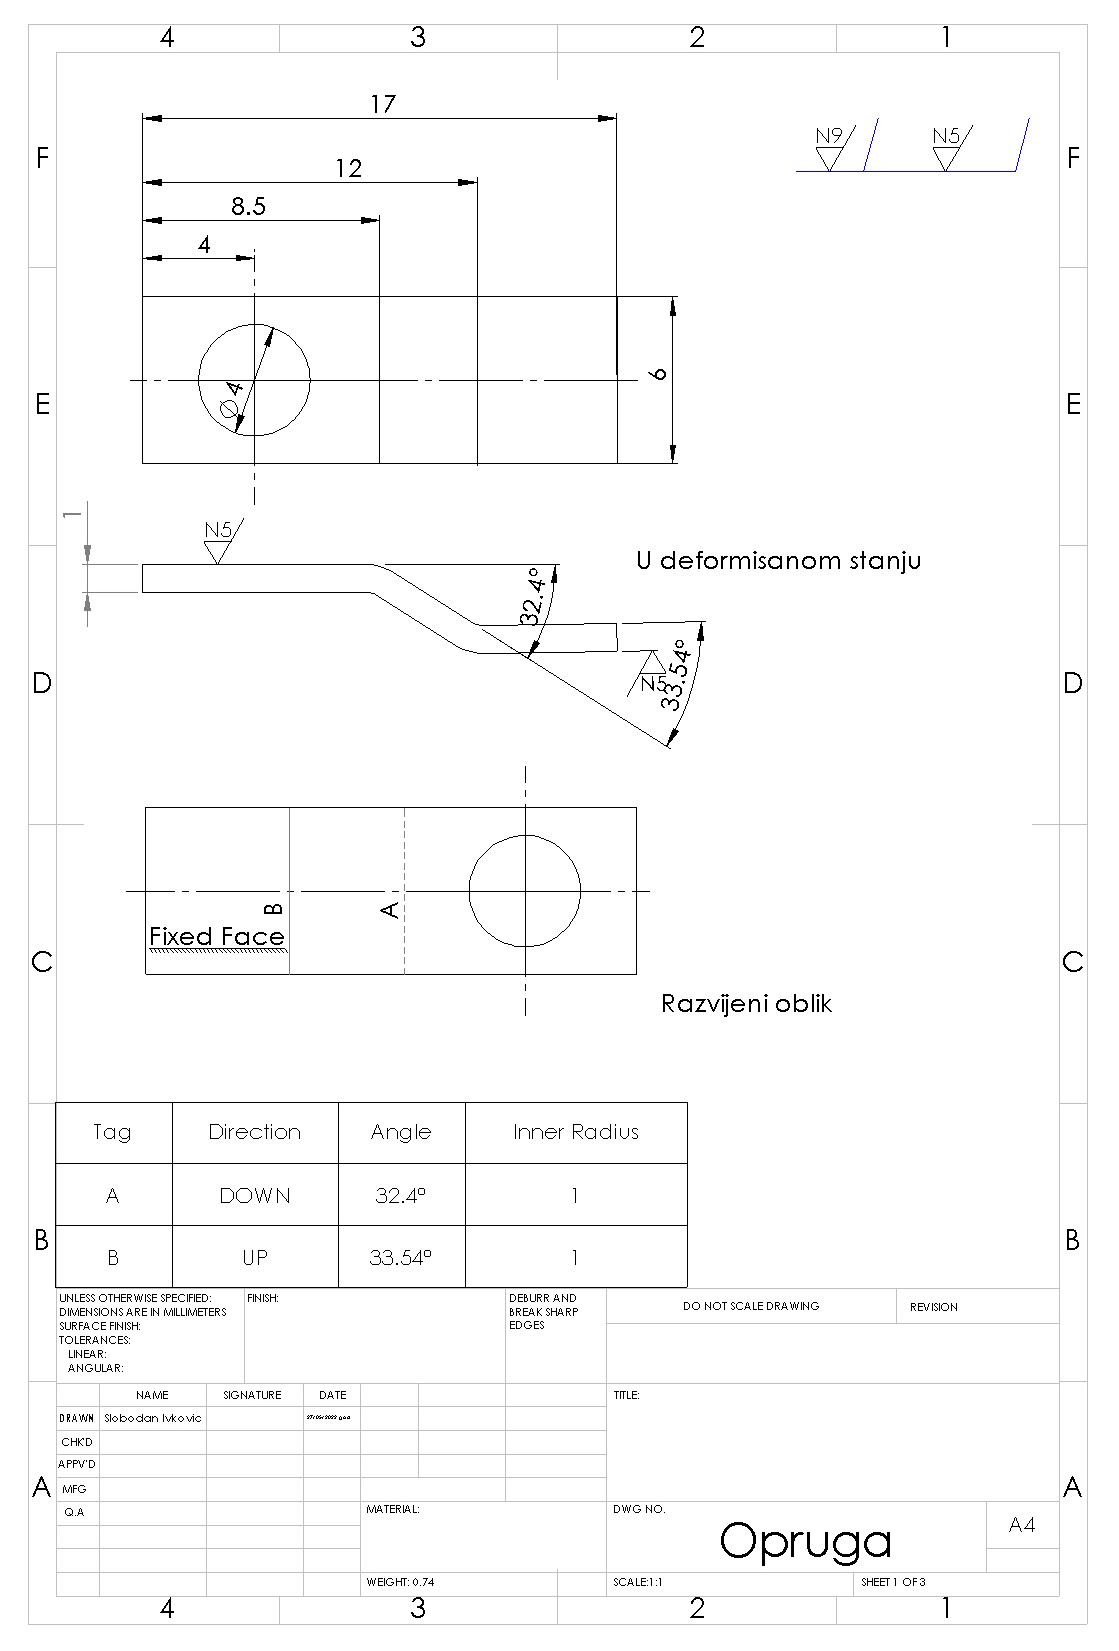 4 3 2 1
17
N9 N5
F F
12
8.5
4
6
Ø 4
E E
1
N5
U deformisanom stanju
32.4°
33.54°
N5
D D
B
A
Fixed Face
C C
Razvijeni oblik
Tag Direction Angle Inner Radius
A DOWN 32.4° 1
B UP 33.54° 1
B B
UNLESS OTHERWISE SPECIFIED:
DIMENSIONS ARE IN MILLIMETERS
SURFACE FINISH:
TOLERANCES:
LINEAR:
ANGULAR:
FINISH:
DEBURR AND
BREAK SHARP
EDGES
DO NOT SCALE DRAWING
REVISION
NAME SIGNATURE DATE
TITLE:
DRAWN Slobodan Ivkovic
CHK'D
APPV'D
MFG
Q.A
A A
MATERIAL:
DWG NO.
Opruga
A4
WEIGHT: 0.74
SCALE:1:1
SHEET 1 OF 3
4 3 2 1